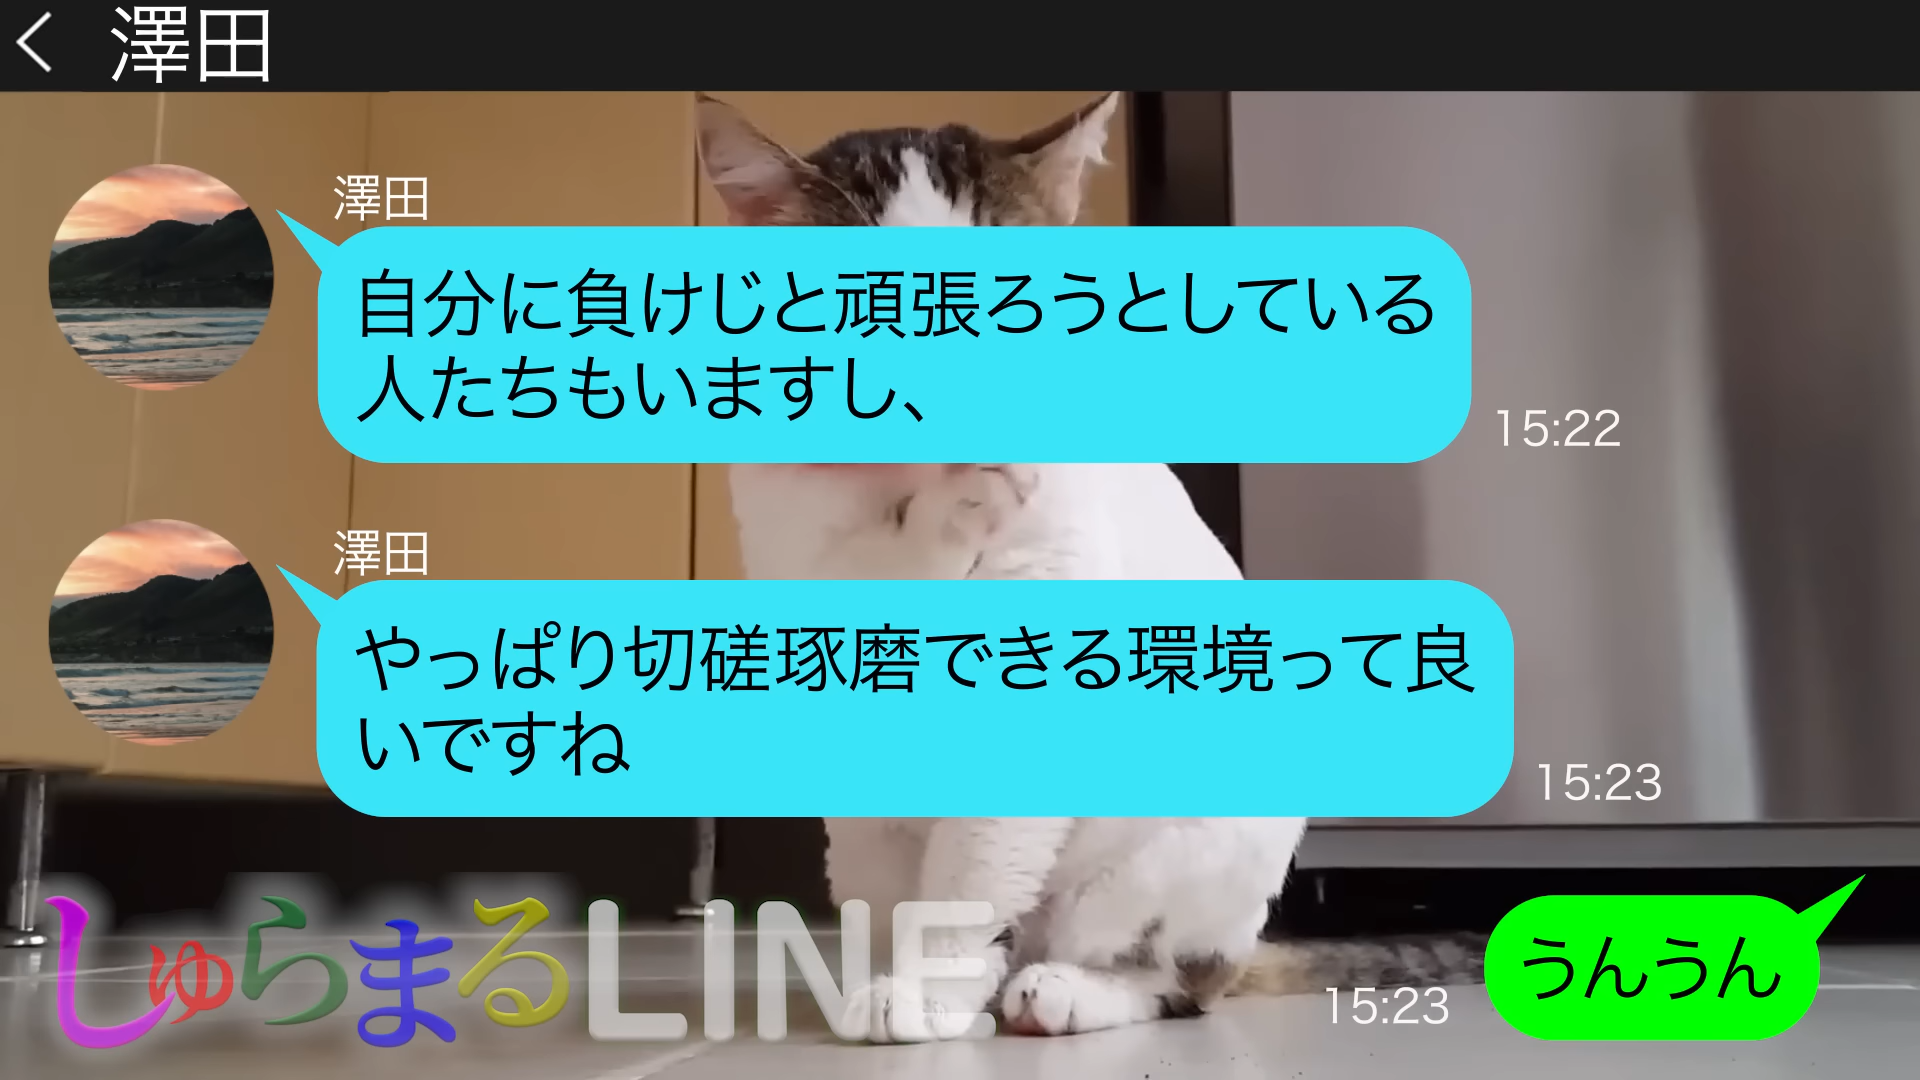 澤田
澤田
自分に負けじと頑張ろうとしている
人たちもいますし、
15:22
澤田
やっぱり切磋琢磨できる環境って良
いですね
15:23
うんうん
15:23
しゅらまるLINE